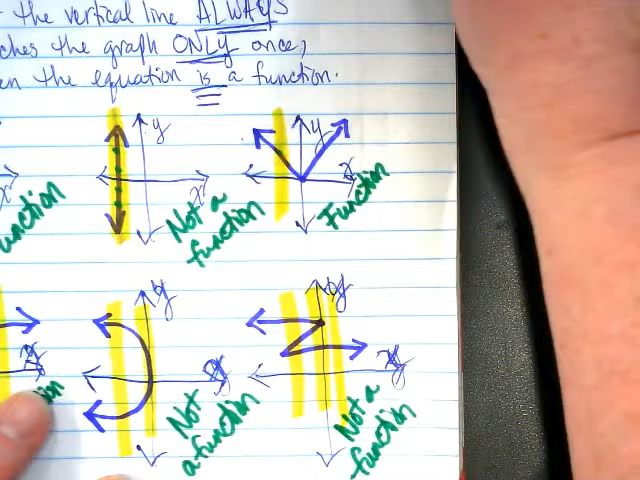 the vertical line ALWAYS
ches the graph ONLY once,
en the equation is a function.
y
y
x
x
unction
Not a
function
Function
y
y
x
Not
a function
Not a
function